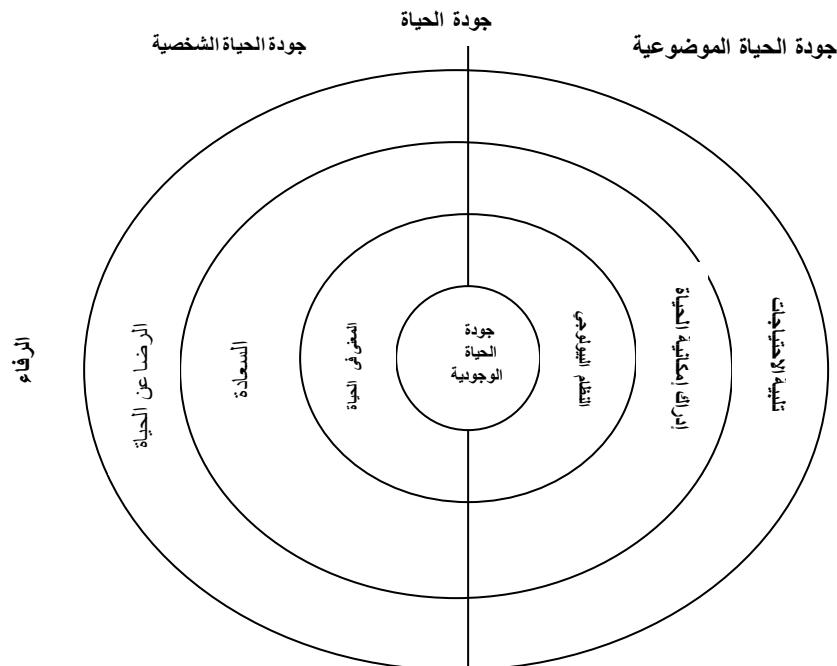 جودة الحياة
جودة الحياة الموضوعية
جودة الحياة الشخصية
تلبية الاحتياجات
إدراك إمكانية الحياة
النظام البيولوجي
جودة
الحياة
الوجودية
المعنى فى الحياة
السعادة
الرضا عن الحياة
الرفاء